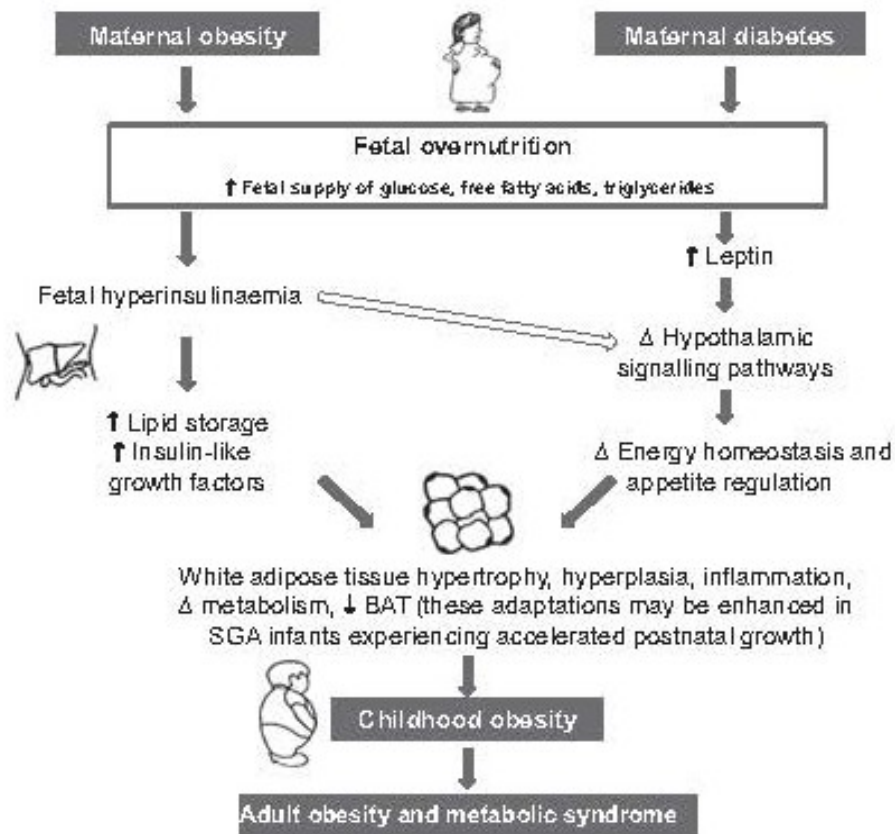 Maternal obesity
Maternal diabetes
Fetal overnutrition
↑ Fetal supply of glucose, free fatty acids, triglycerides
↑ Leptin
Fetal hyperinsulinaemia
Δ Hypothalamic
signalling pathways
↑ Lipid storage
↑ Insulin-like
growth factors
Δ Energy homeostasis and
appetite regulation
White adipose tissue hypertrophy, hyperplasia, inflammation,
Δ metabolism, ↓ BAT (these adaptations may be enhanced in
SGA infants experiencing accelerated postnatal growth)
Childhood obesity
Adult obesity and metabolic syndrome